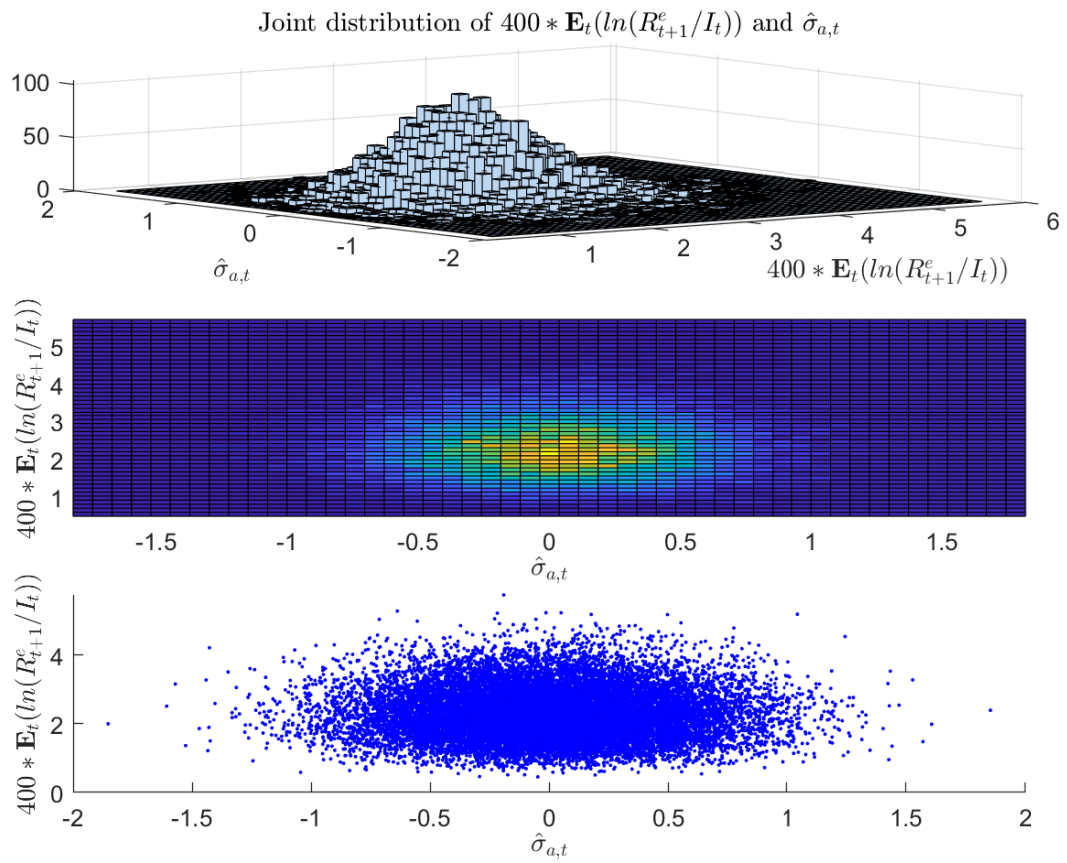 Joint distribution of 400 ∗ E_t(ln(R^e_{t+1}/I_t)) and σ̂_{a,t}
100
50
0
2
1
0
-1
-2
1
2
3
4
5
6
σ̂_{a,t}
400 ∗ E_t(ln(R^e_{t+1}/I_t))
400 ∗ E_t(ln(R^e_{t+1}/I_t))
5
4
3
2
1
-1.5 -1 -0.5 0 0.5 1 1.5
σ̂_{a,t}
400 ∗ E_t(ln(R^e_{t+1}/I_t))
4
2
0
-2 -1.5 -1 -0.5 0 0.5 1 1.5 2
σ̂_{a,t}